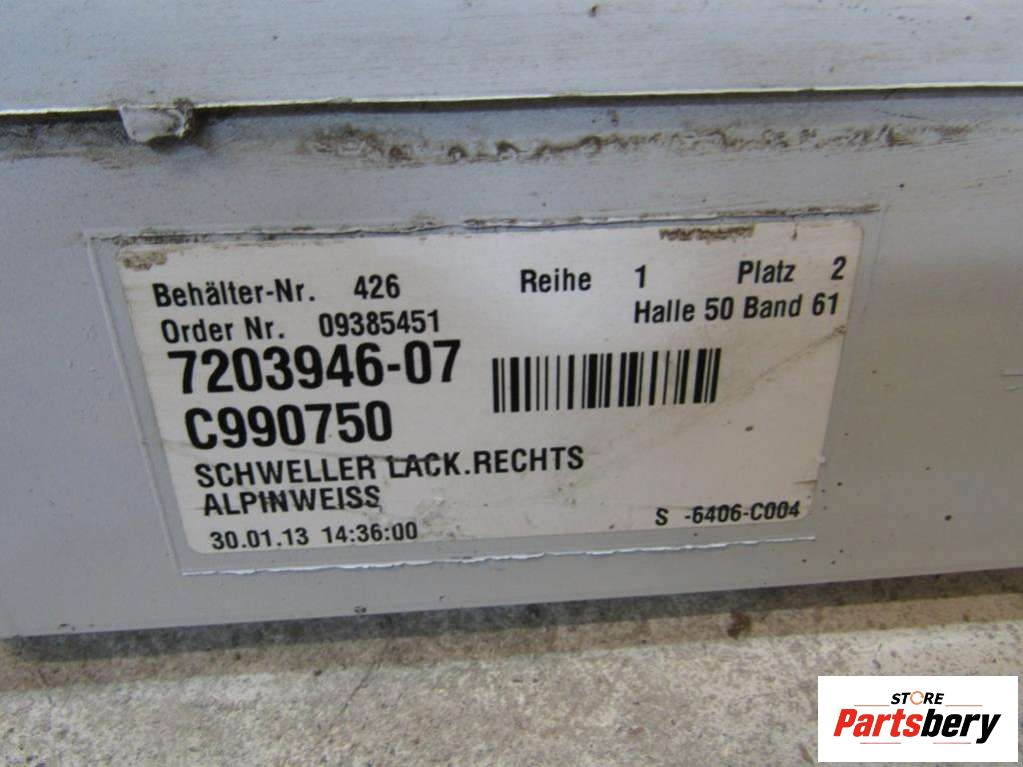 Behälter-Nr. 426 Reihe 1 Platz 2
Order Nr. 09385451 Halle 50 Band 61
7203946-07
C990750
SCHWELLER LACK.RECHTS
ALPINWEISS
30.01.13 14:36:00 S -6406-C004
STORE
Partsbery